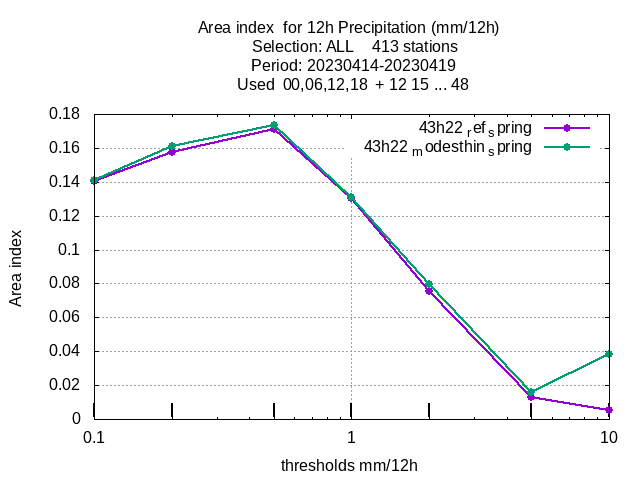 Area index  for 12h Precipitation (mm/12h)
Selection: ALL    413 stations
Period: 20230414-20230419
Used  00,06,12,18  + 12 15 ... 48
43h22 ref spring
43h22 modesthin spring
0.18
0.16
0.14
0.12
0.1
0.08
0.06
0.04
0.02
0
Area index
0.1 1 10
thresholds mm/12h